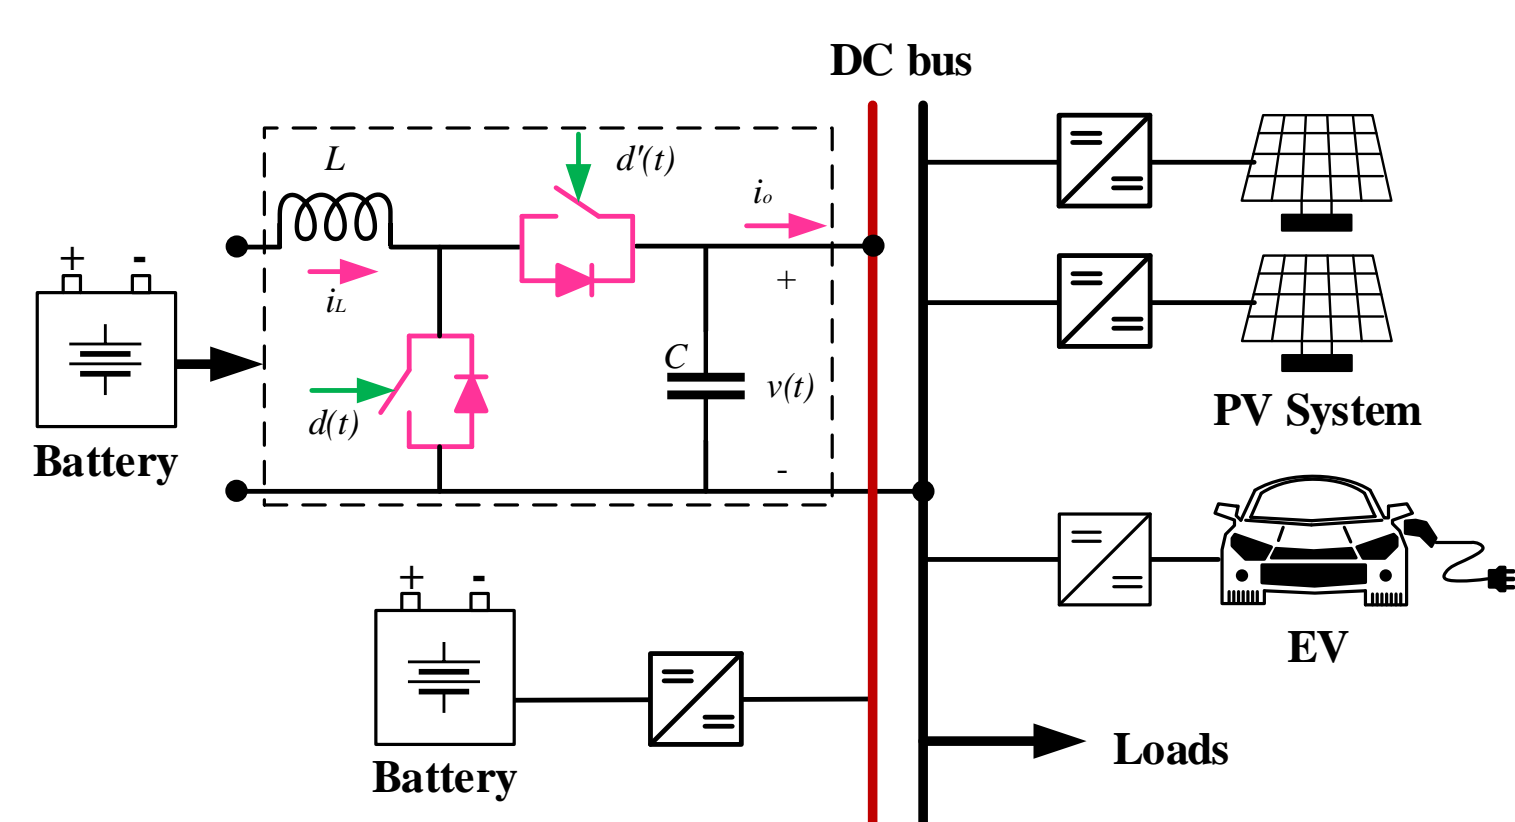 DC bus
L
d'(t)
io
+ -
+
iL
C
v(t)
d(t)
PV System
Battery
-
+ -
EV
Loads
Battery